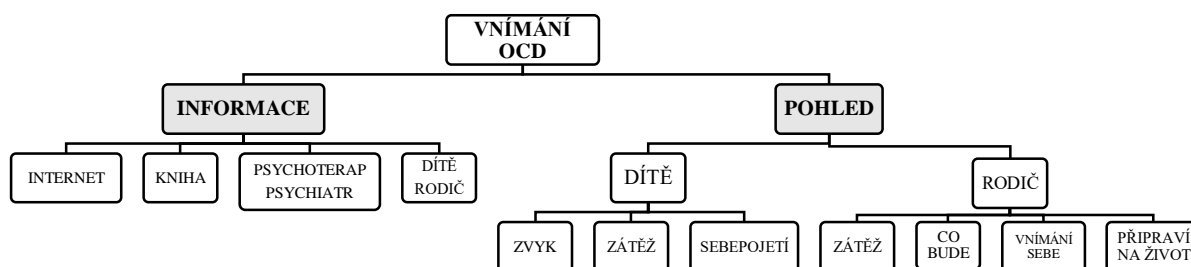 VNÍMÁNÍ
OCD
INFORMACE
POHLED
INTERNET
KNIHA
PSYCHOTERAP
PSYCHIATR
DÍTĚ
RODIČ
DÍTĚ
RODIČ
ZVYK
ZÁTĚŽ
SEBEPOJETÍ
ZÁTĚŽ
CO
BUDE
VNÍMÁNÍ
SEBE
PŘIPRAVÍ
NA ŽIVOT